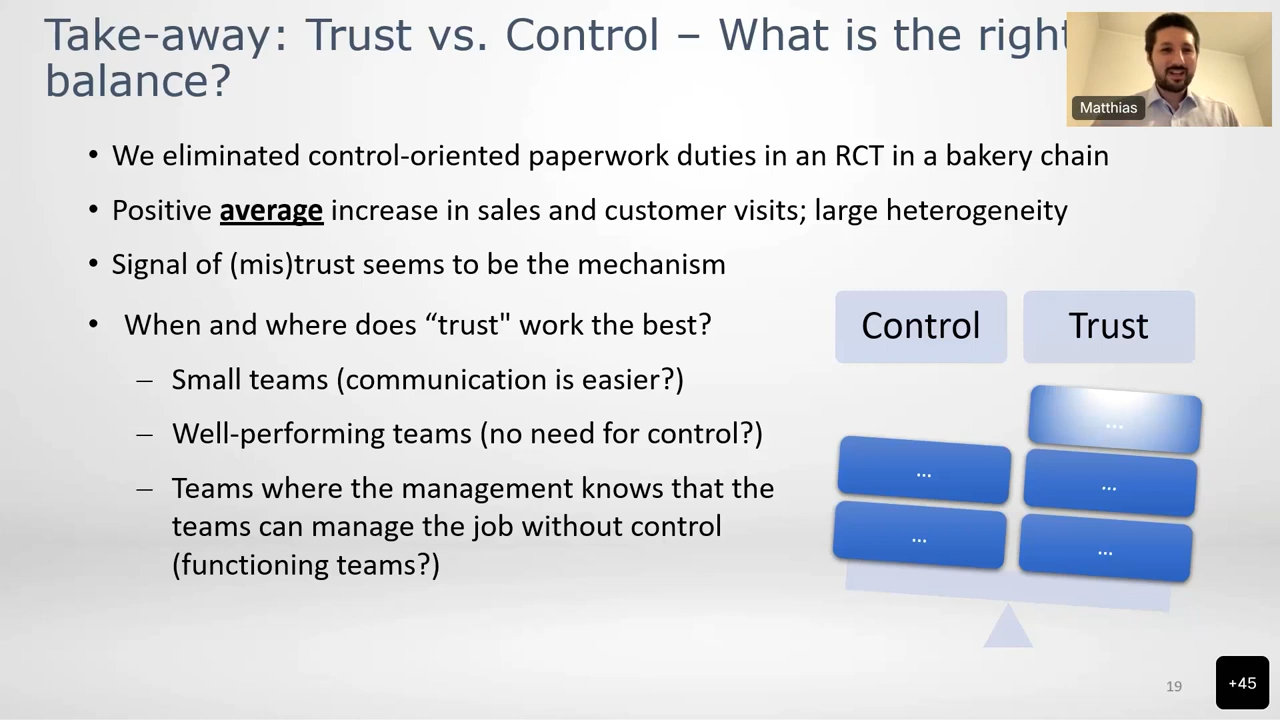 Take-away: Trust vs. Control – What is the right
balance?
Matthias
• We eliminated control-oriented paperwork duties in an RCT in a bakery chain
• Positive average increase in sales and customer visits; large heterogeneity
• Signal of (mis)trust seems to be the mechanism
• When and where does “trust" work the best?
– Small teams (communication is easier?)
– Well-performing teams (no need for control?)
– Teams where the management knows that the
teams can manage the job without control
(functioning teams?)
Control
Trust
...
...
...
...
...
19
+45